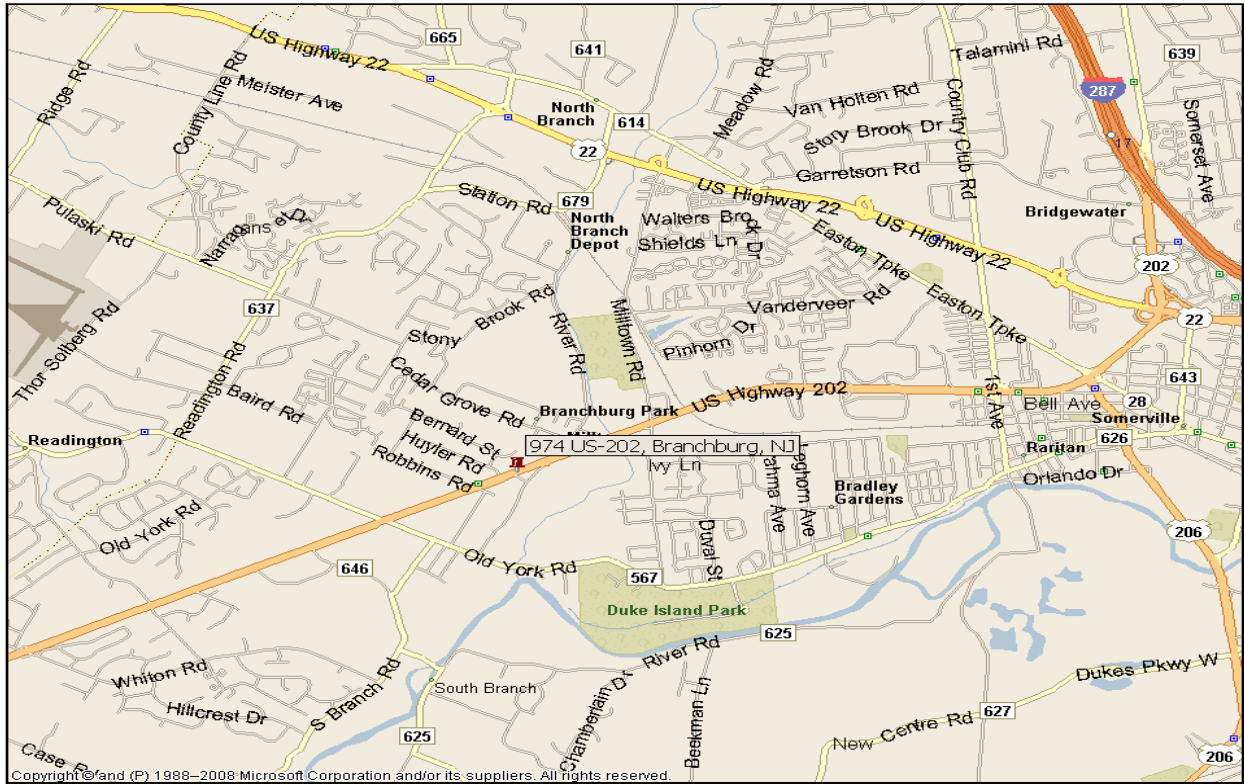 US Highway 22
665
641
Talamini Rd
639
Ridge Rd
County Line Rd
Meister Ave
North
Branch
614
Meadow Rd
Van Holten Rd
Country Club Rd
287
17
Somerset Ave
Story Brook Dr
22
Garretson Rd
Pulaski Rd
Station Rd
679
US Highway 22
US Highway 22
Bridgewater
North
Branch
Depot
Walters Brook Dr
Shields Ln
Easton Tpke
202
637
Stony Brook Rd
River Rd
Milltown Rd
Vanderveer Rd
Easton Tpke
22
Thor Solberg Rd
Readington Rd
Pinhorn Dr
Baird Rd
Cedar Grove Rd
US Highway 202
1st Ave
643
Bell Ave
28
Somerville
Branchburg Park
Bernard St
Huyler Rd
Robbins Rd
974 US-202, Branchburg, NJ
Readington
626
Raritan
Ivy Ln
Orlando Dr
Bradley
Gardens
Old York Rd
Duval St
206
646
Old York Rd
567
Duke Island Park
625
River Rd
Whiton Rd
Hillcrest Dr
S Branch Rd
South Branch
Chamberlain Dr
Beekman Ln
Dukes Pkwy W
627
New Centre Rd
625
206
Case Rd
Copyright © and (P) 1988–2008 Microsoft Corporation and/or its suppliers. All rights reserved.